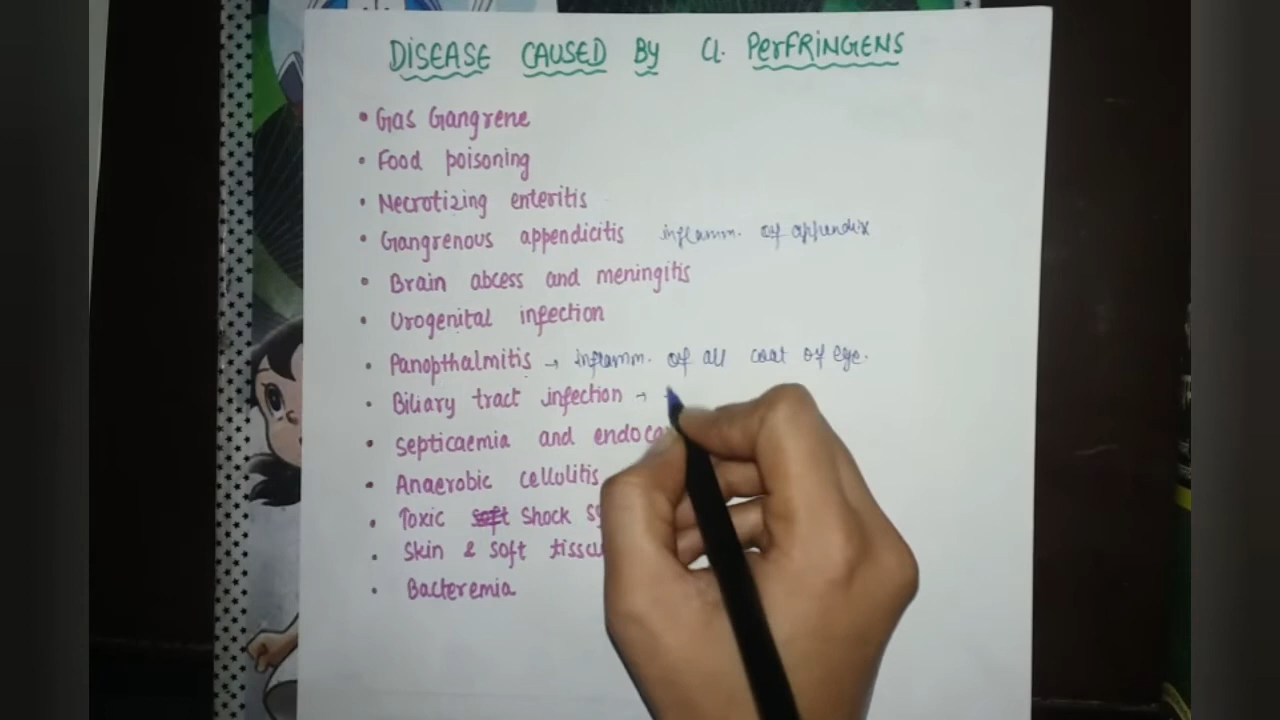 DISEASE CAUSED By Cl. PerFRINGENS
• Gas Gangrene
• Food poisoning
• Necrotizing enteritis
• Gangrenous appendicitis inflamm. of appendix
• Brain abcess and meningitis
• Urogenital infection
• Panopthalmitis → inflamm. of all coat of eye.
• Biliary tract infection →
• septicaemia and
• Anaerobic cellulitis
• Toxic soft Shock
• Skin & soft
• Bacteremia